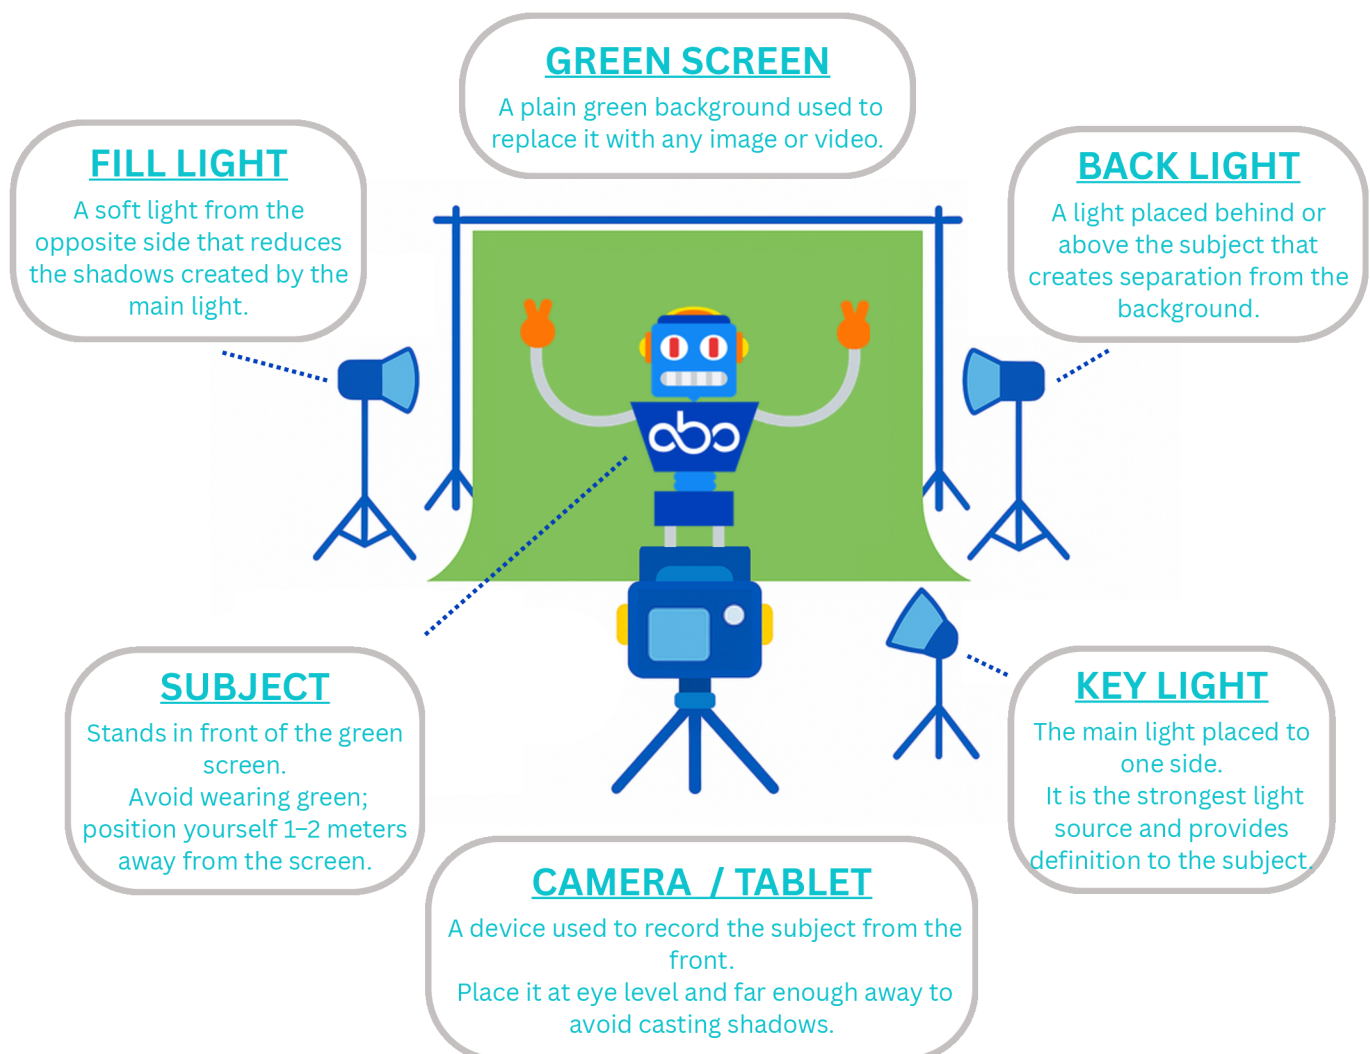 GREEN SCREEN
A plain green background used to
replace it with any image or video.
FILL LIGHT
A soft light from the
opposite side that reduces
the shadows created by the
main light.
BACK LIGHT
A light placed behind or
above the subject that
creates separation from the
background.
abc
SUBJECT
Stands in front of the green
screen.
Avoid wearing green;
position yourself 1–2 meters
away from the screen.
KEY LIGHT
The main light placed to
one side.
It is the strongest light
source and provides
definition to the subject.
CAMERA / TABLET
A device used to record the subject from the
front.
Place it at eye level and far enough away to
avoid casting shadows.